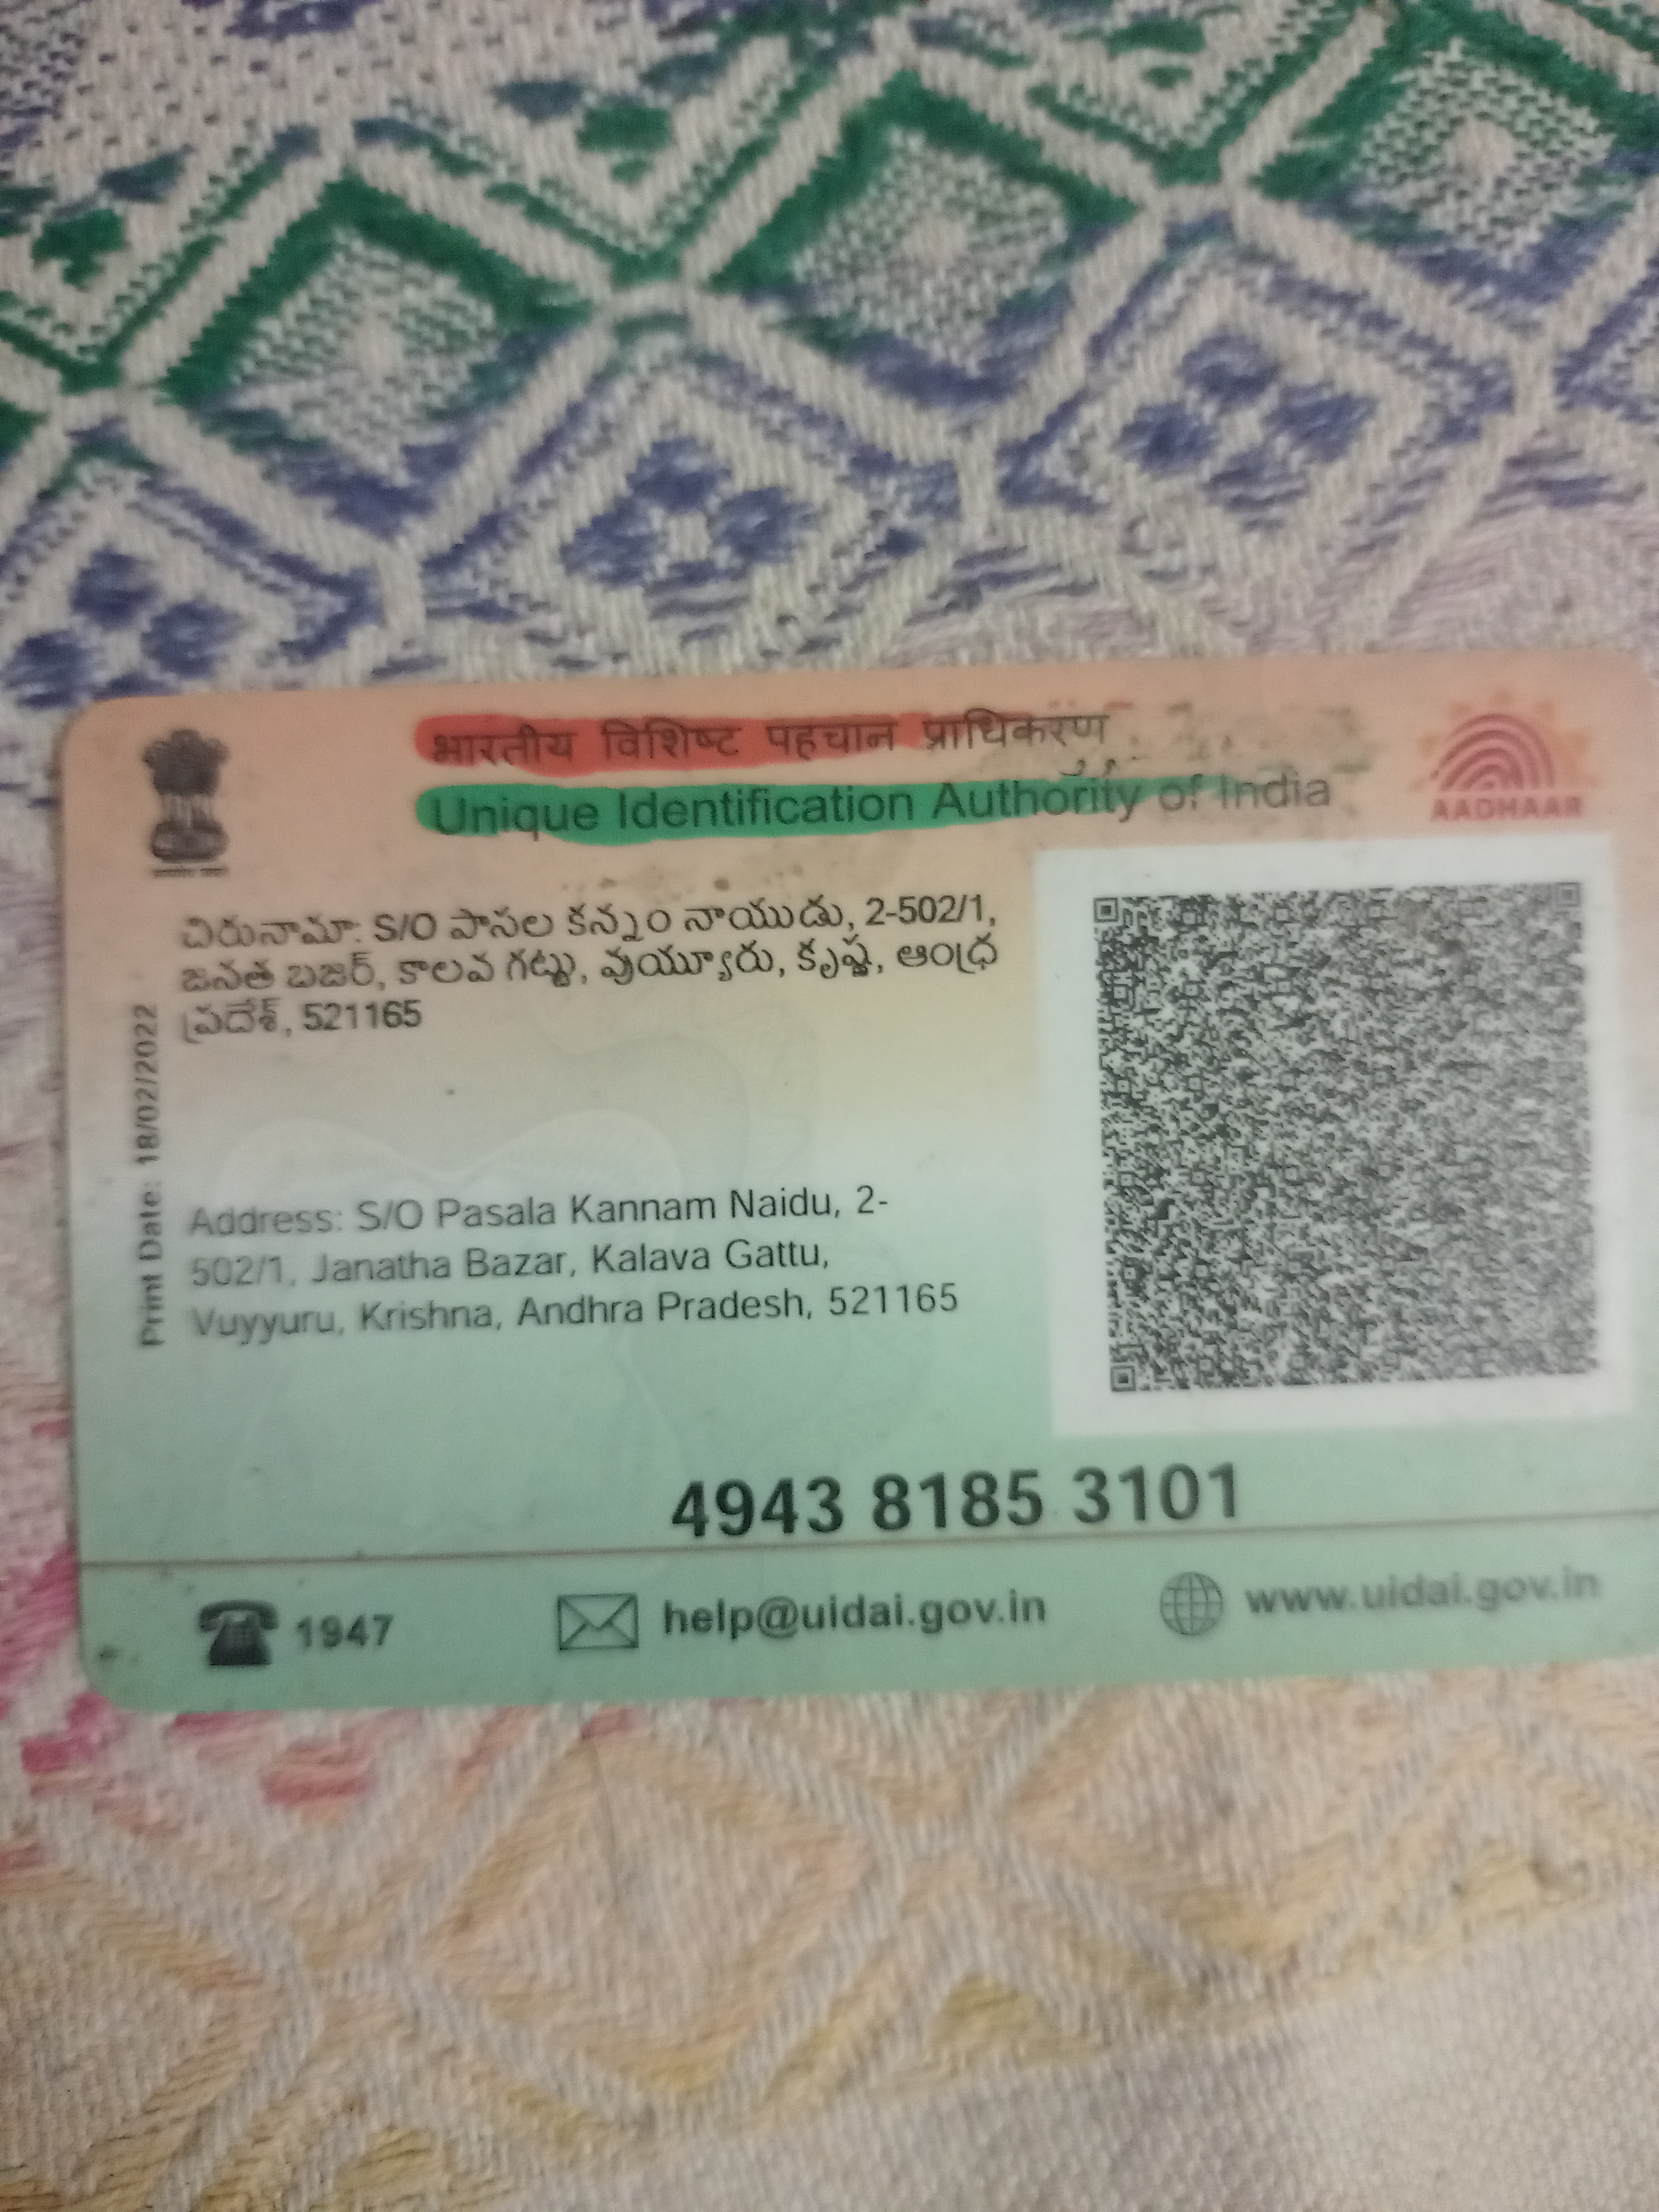 भारतीय विशिष्ट पहचान प्राधिकरण
Unique Identification Authority of India
AADHAAR
చిరునామా: S/O పాసల కన్నం నాయుడు, 2-502/1,
జనత బజర్, కాలవ గట్టు, వుయ్యూరు, కృష్ణ, ఆంధ్ర
ప్రదేశ్, 521165
Print Date: 18/02/2022
Address: S/O Pasala Kannam Naidu, 2-
502/1, Janatha Bazar, Kalava Gattu,
Vuyyuru, Krishna, Andhra Pradesh, 521165
4943 8185 3101
1947
help@uidai.gov.in
www.uidai.gov.in